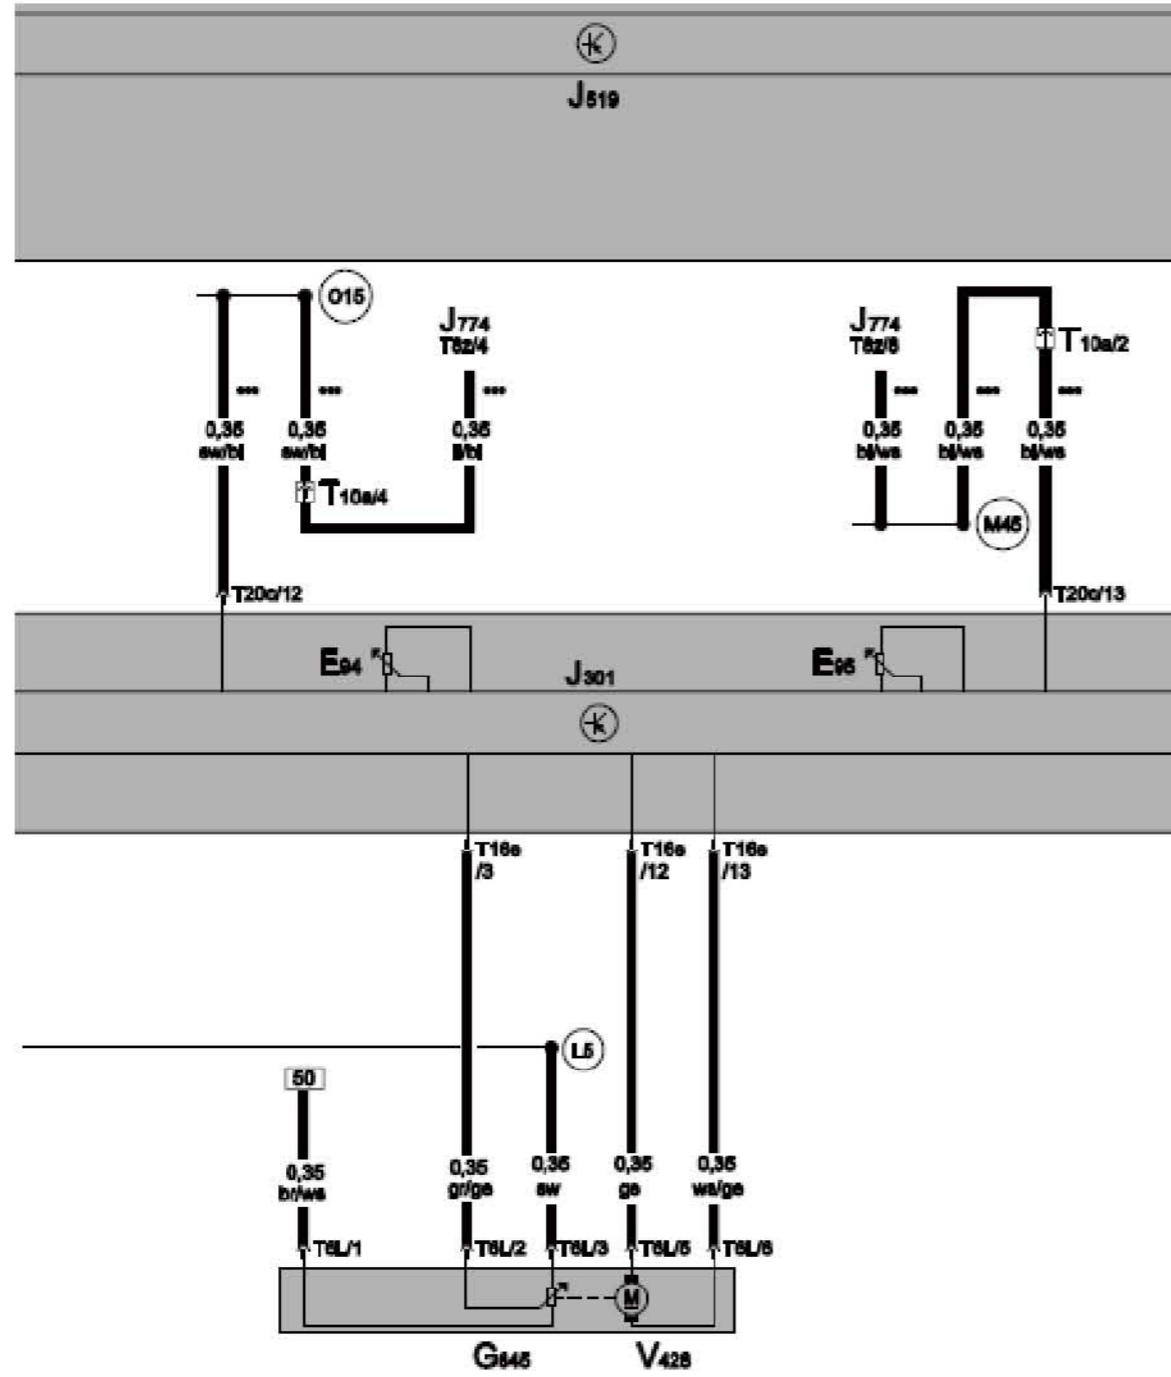 J519
O15
J774
T6z/4
J774
T6z/6
T10a/2
***
***
***
***
***
***
0,35
sw/bl
0,35
sw/bl
0,35
li/bl
0,35
bl/ws
0,35
bl/ws
0,35
bl/ws
T10a/4
M45
T20c/12
T20c/13
E94
J301
E95
T16e
/3
T16e
/12
T16e
/13
L5
50
0,35
br/ws
0,35
gr/ge
0,35
sw
0,35
ge
0,35
ws/ge
T6L/1
T6L/2
T6L/3
T6L/5
T6L/6
M
G645
V428